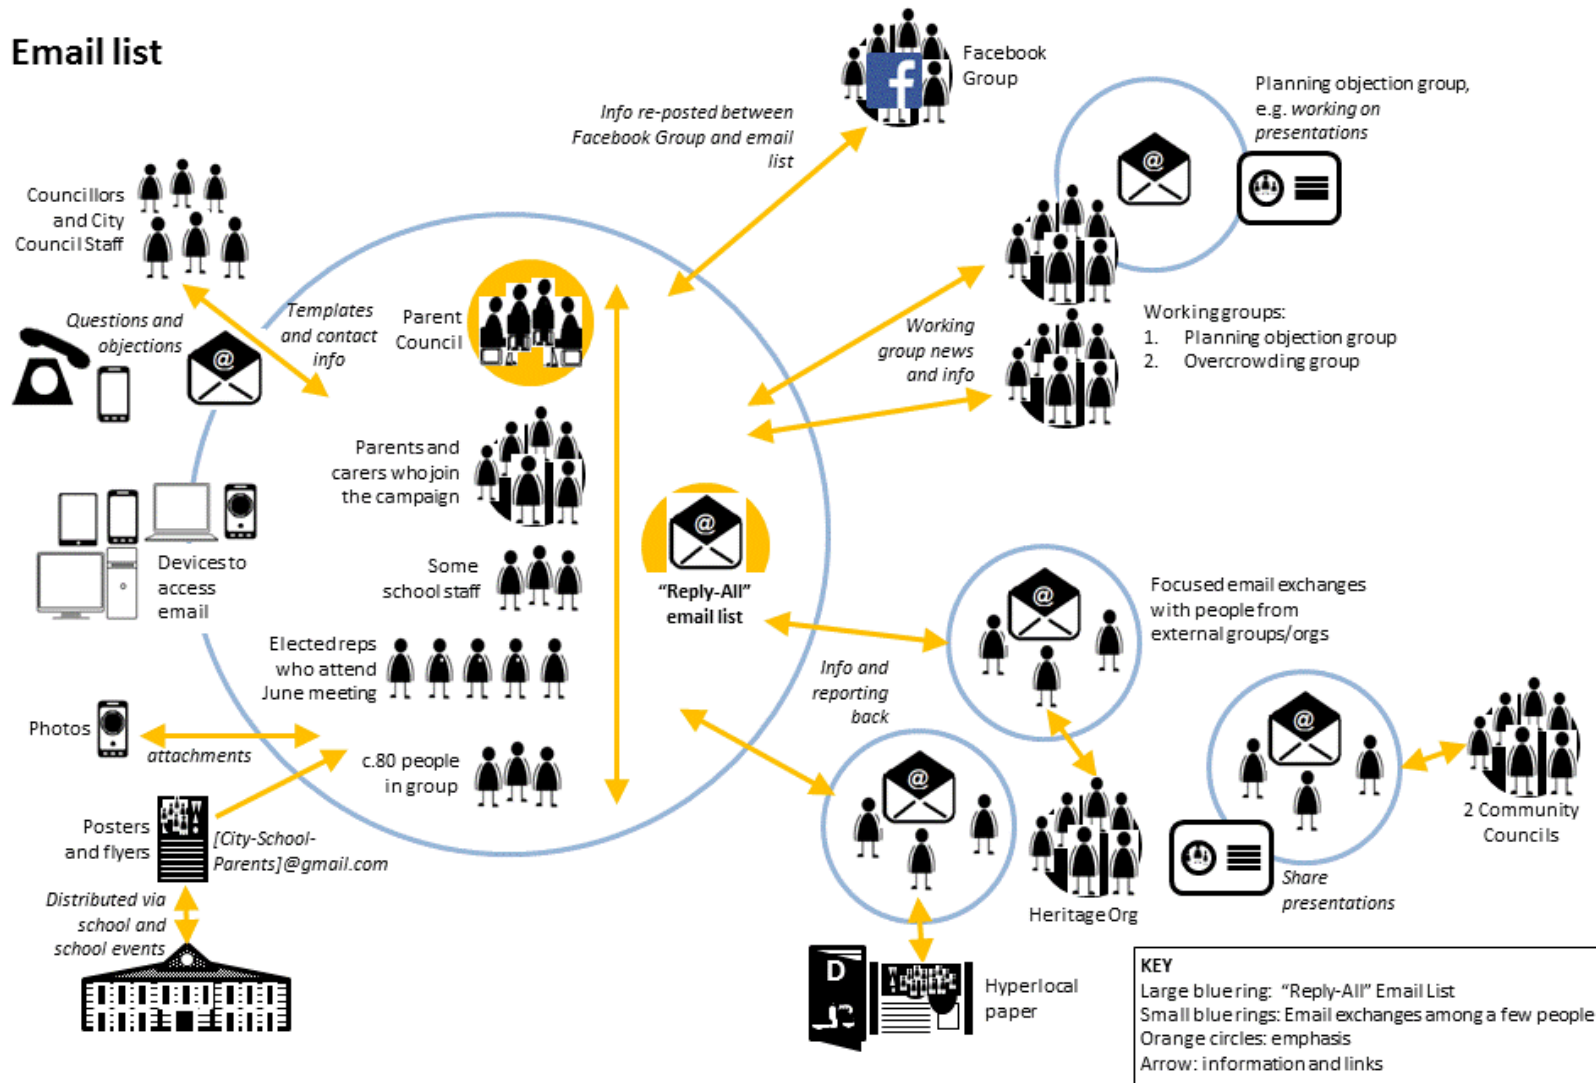 Email list
Facebook
Group
Info re-posted between
Facebook Group and email
list
Planning objection group,
e.g. working on
presentations
@
Councillors
and City
Council Staff
Questions and
objections
@
Templates
and contact
info
Parent
Council
Working
group news
and info
Working groups:
1. Planning objection group
2. Overcrowding group
Parents and
carers who join
the campaign
@
"Reply-All"
email list
Devices to
access
email
Some
school staff
Elected reps
who attend
June meeting
Focused email exchanges
with people from
external groups/orgs
@
Info and
reporting
back
Photos
attachments
c.80 people
in group
@
@
2 Community
Councils
Posters
and flyers
[City-School-
Parents]@gmail.com
Distributed via
school and
school events
Heritage Org
Share
presentations
D
Hyperlocal
paper
KEY
Large blue ring: "Reply-All" Email List
Small blue rings: Email exchanges among a few people
Orange circles: emphasis
Arrow: information and links